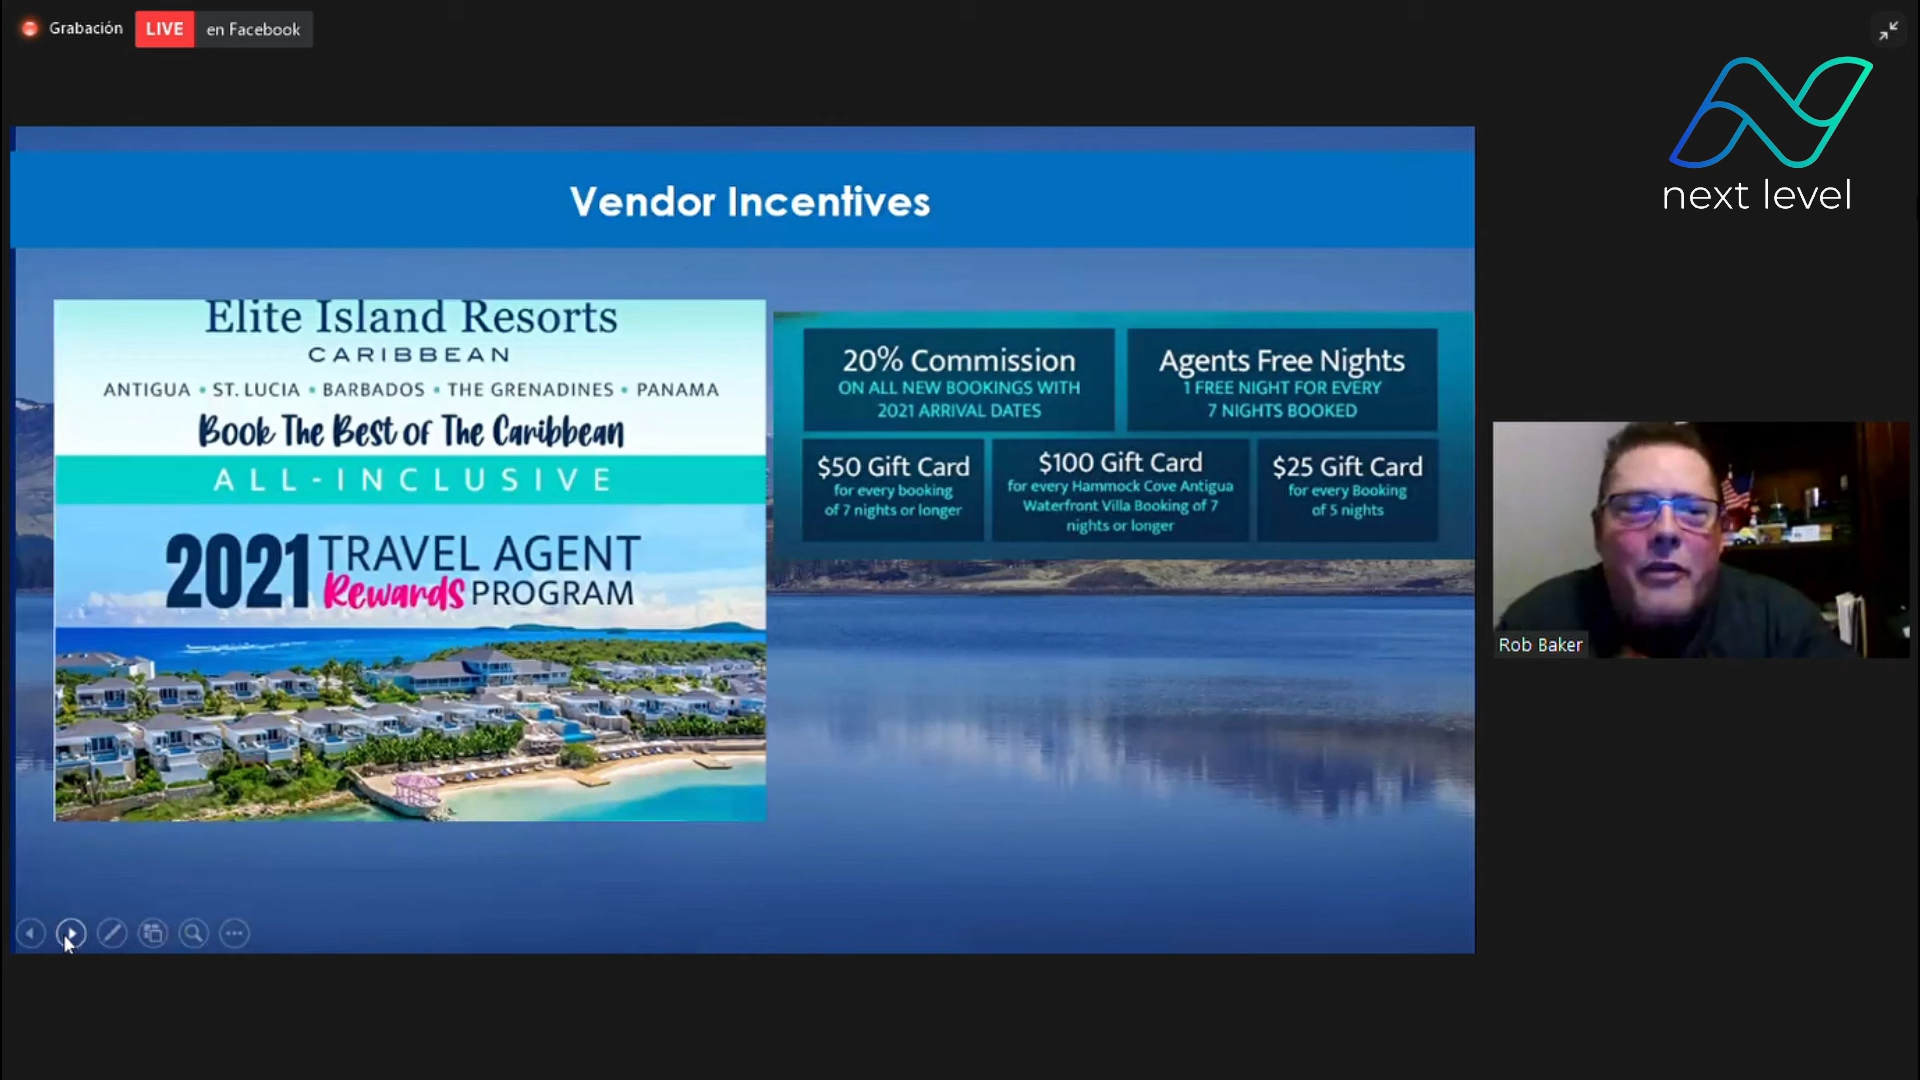 Grabación
LIVE
en Facebook
next level
Vendor Incentives
Elite Island Resorts
CARIBBEAN
ANTIGUA • ST. LUCIA • BARBADOS • THE GRENADINES • PANAMA
Book The Best of The Caribbean
ALL-INCLUSIVE
2021 TRAVEL AGENT
Rewards PROGRAM
20% Commission
ON ALL NEW BOOKINGS WITH
2021 ARRIVAL DATES
Agents Free Nights
1 FREE NIGHT FOR EVERY
7 NIGHTS BOOKED
$50 Gift Card
for every booking
of 7 nights or longer
$100 Gift Card
for every Hammock Cove Antigua
Waterfront Villa Booking of 7
nights or longer
$25 Gift Card
for every Booking
of 5 nights
Rob Baker